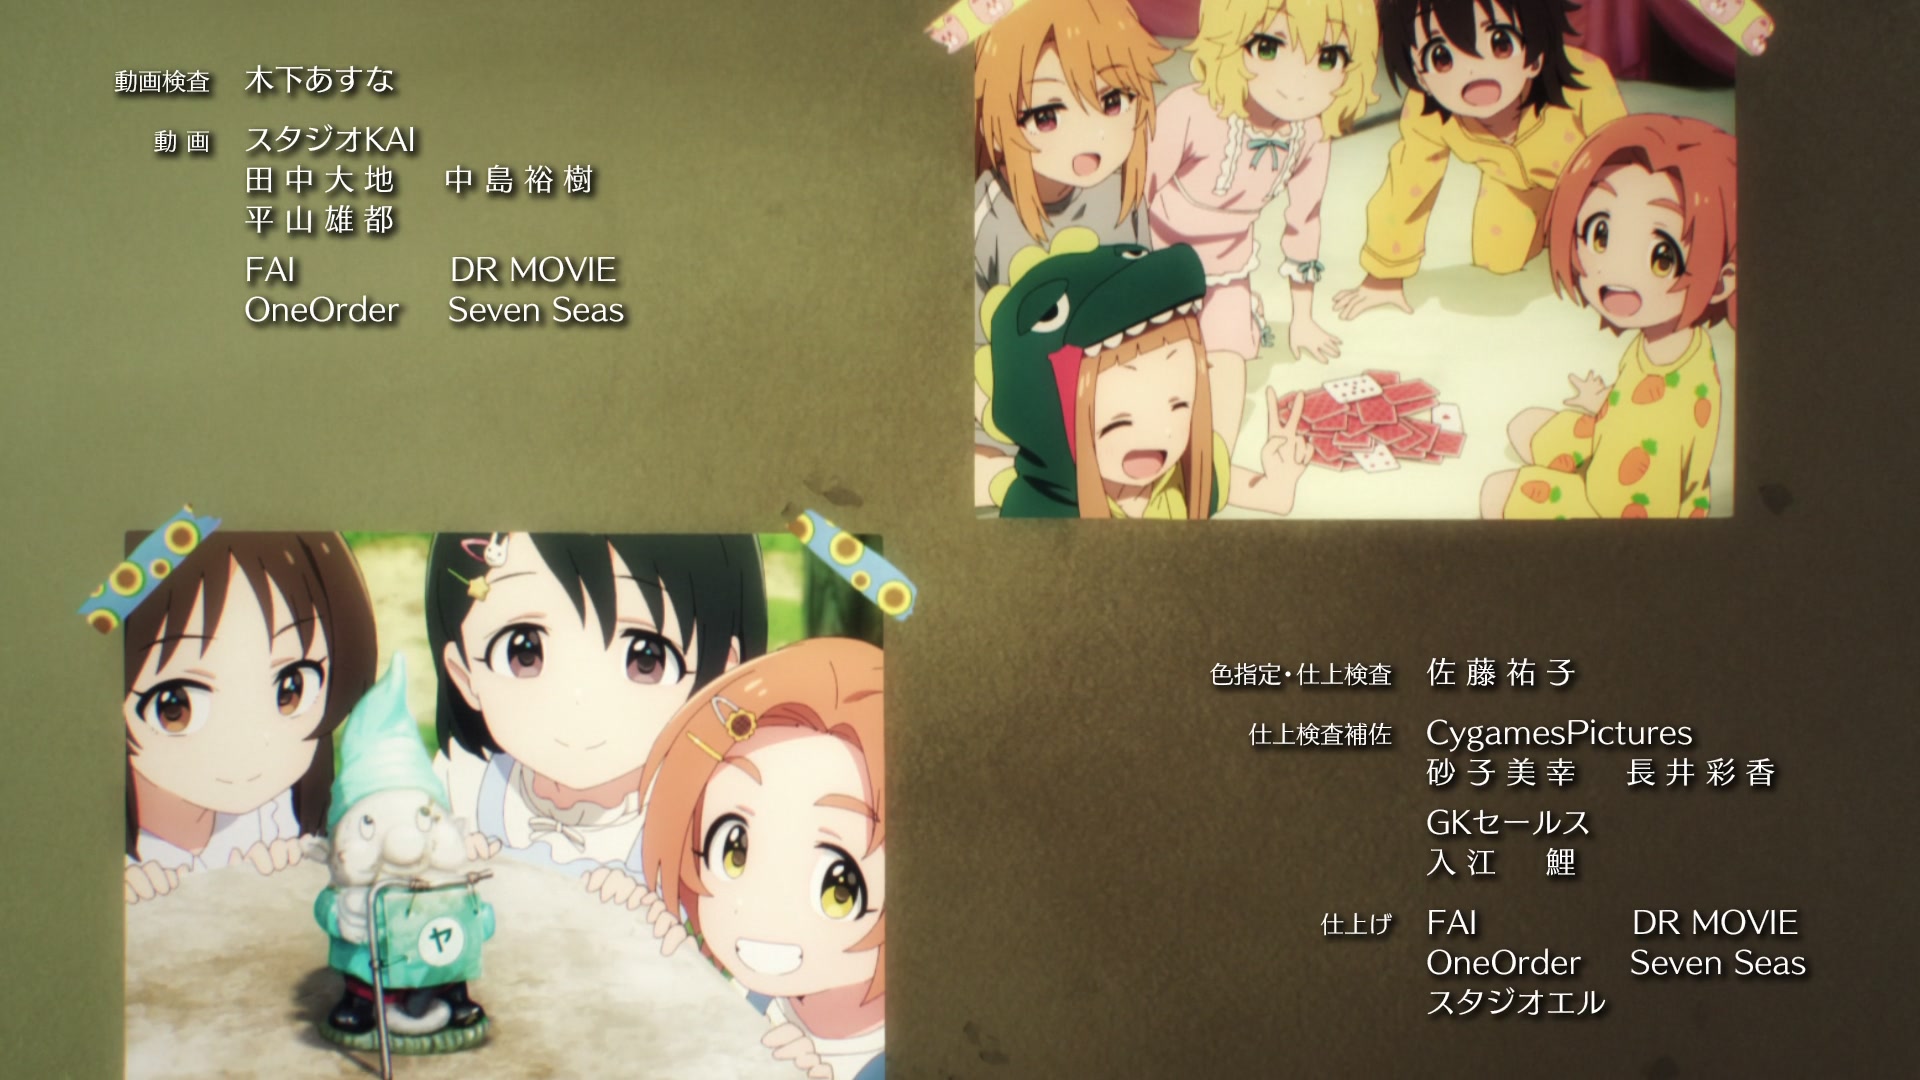 動画検査 木下あすな
動画 スタジオKAI
田中大地 中島裕樹
平山雄都
FAI DR MOVIE
OneOrder Seven Seas
ヤ
色指定・仕上検査 佐藤祐子
仕上検査補佐 CygamesPictures
砂子美幸 長井彩香
GKセールス
入江 鯉
仕上げ FAI DR MOVIE
OneOrder Seven Seas
スタジオエル